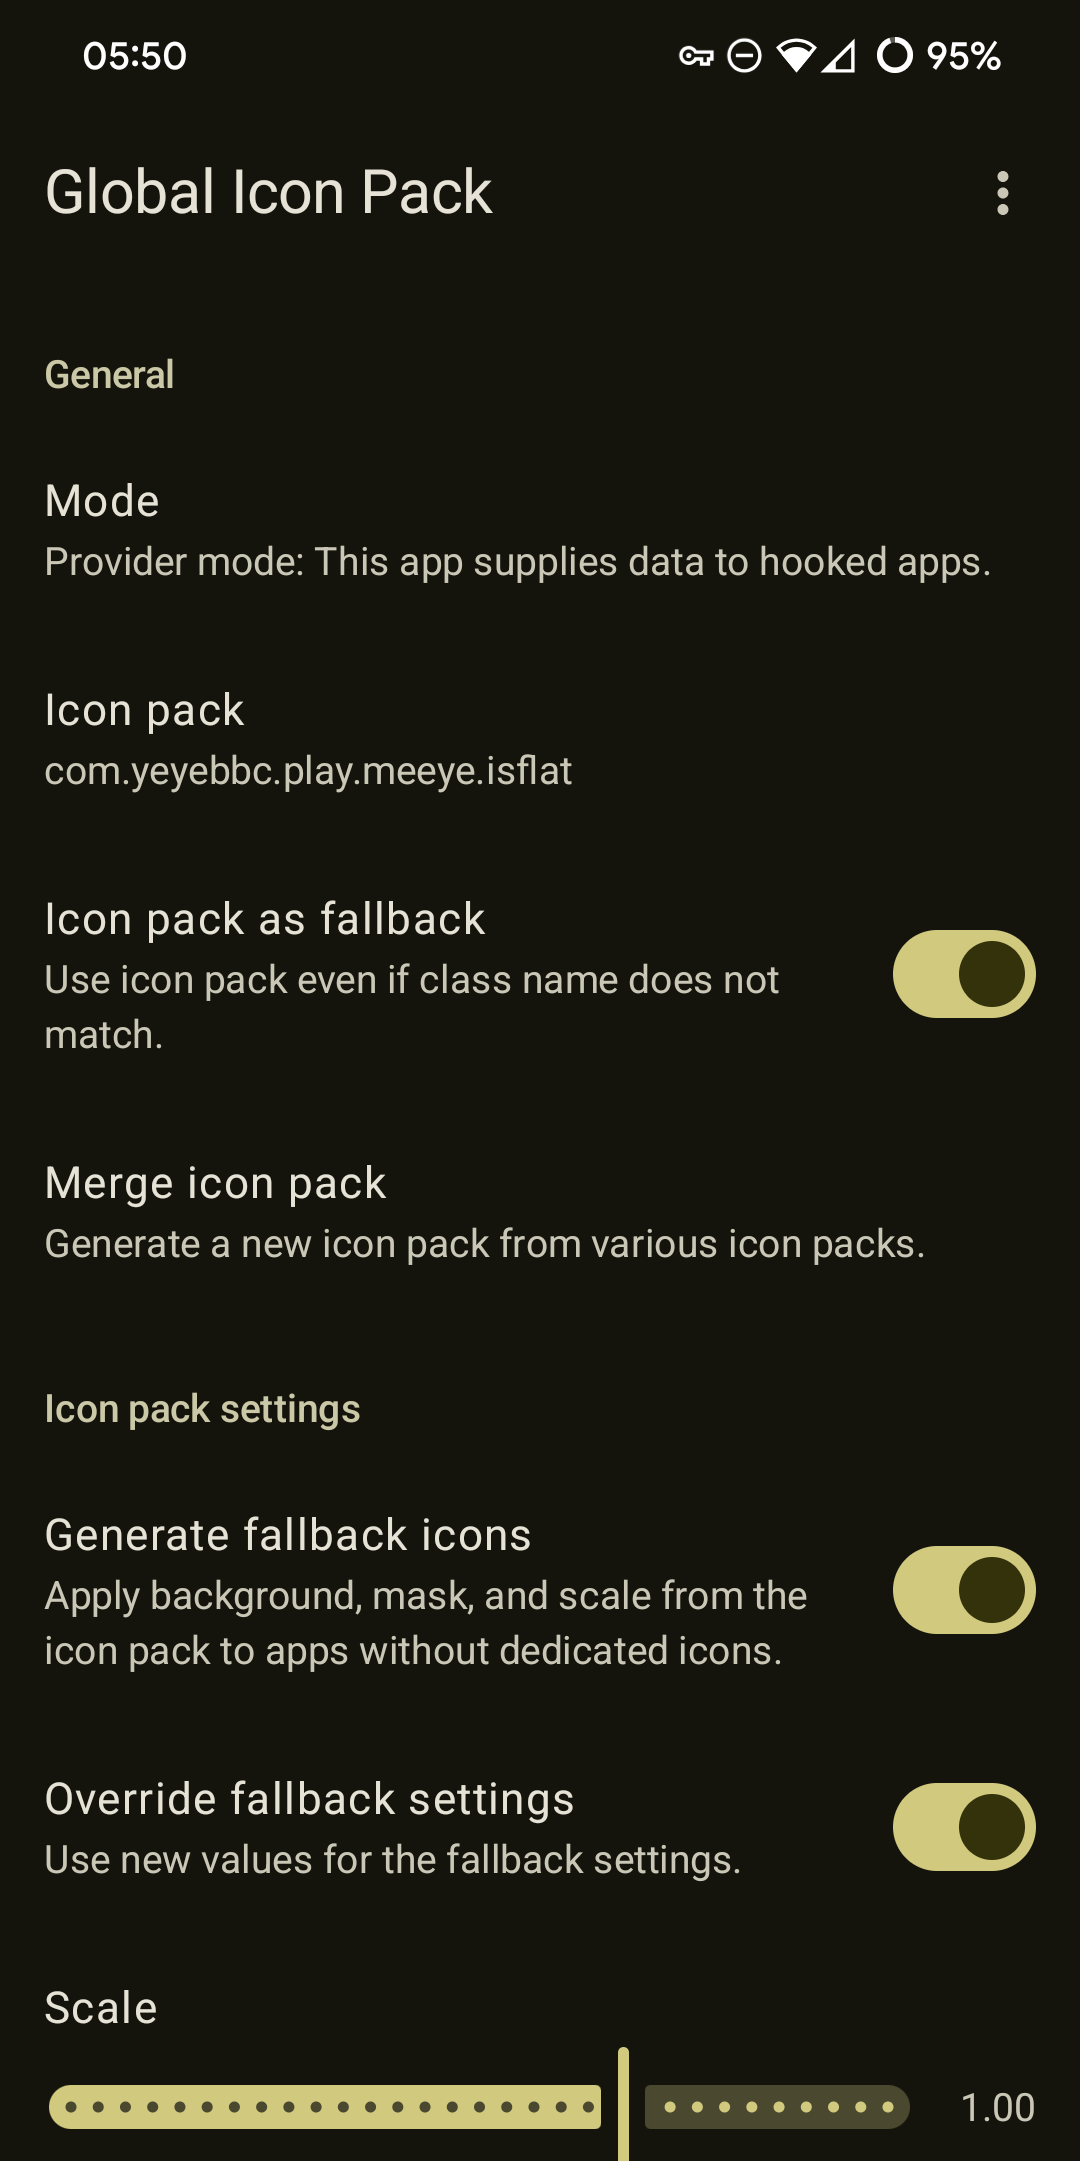 05:50
95%
Global Icon Pack
General
Mode
Provider mode: This app supplies data to hooked apps.
Icon pack
com.yeyebbc.play.meeye.isflat
Icon pack as fallback
Use icon pack even if class name does not
match.
Merge icon pack
Generate a new icon pack from various icon packs.
Icon pack settings
Generate fallback icons
Apply background, mask, and scale from the
icon pack to apps without dedicated icons.
Override fallback settings
Use new values for the fallback settings.
Scale
1.00